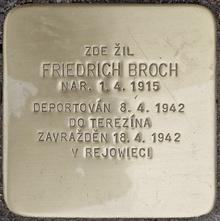 ZDE ŽIL
FRIEDRICH BROCH
NAR. 1. 4. 1915
DEPORTOVÁN 8. 4. 1942
DO TEREZÍNA
ZAVRAŽDĚN 18. 4. 1942
V REJOWIECI